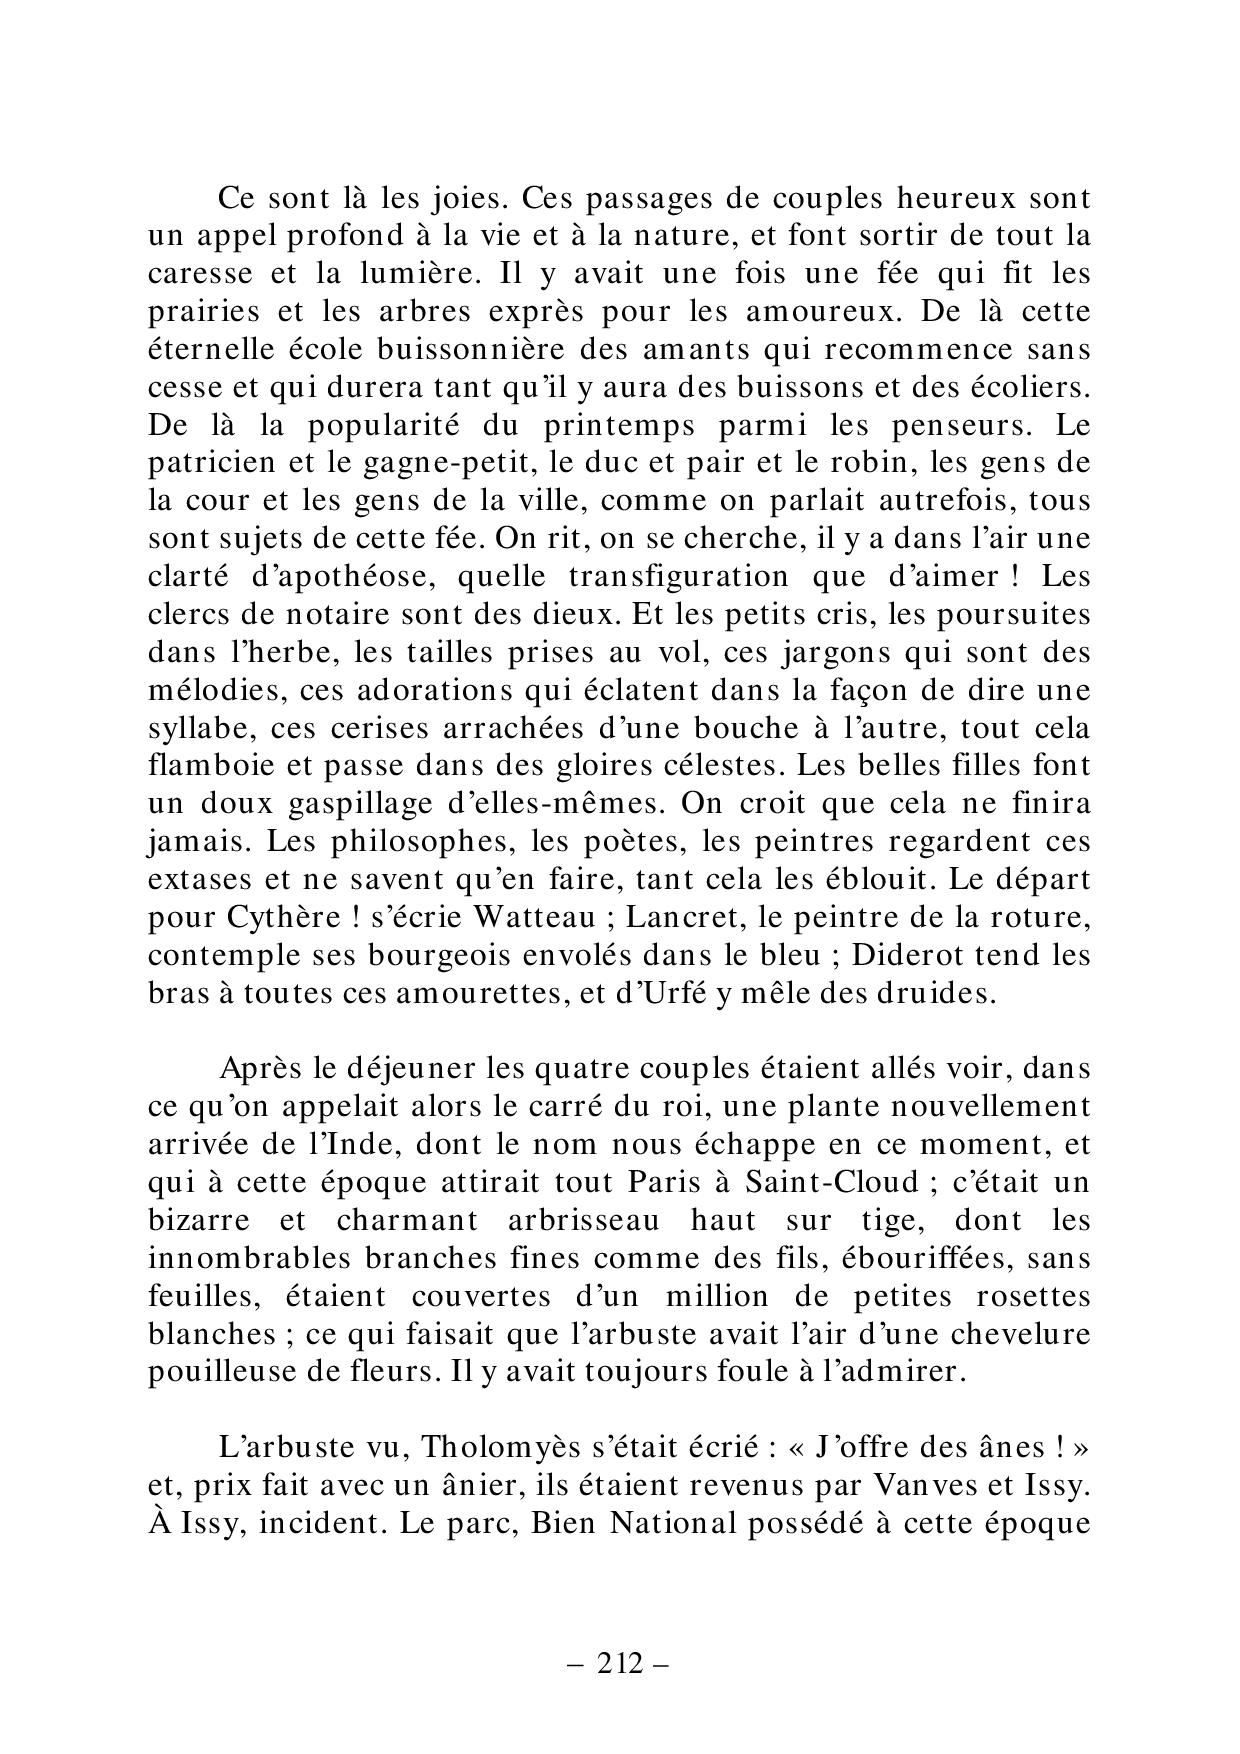 Ce sont là les joies. Ces passages de couples heureux sont
un appel profond à la vie et à la nature, et font sortir de tout la
caresse et la lumière. Il y avait une fois une fée qui fit les
prairies et les arbres exprès pour les amoureux. De là cette
éternelle école buissonnière des amants qui recommence sans
cesse et qui durera tant qu’il y aura des buissons et des écoliers.
De là la popularité du printemps parmi les penseurs. Le
patricien et le gagne-petit, le duc et pair et le robin, les gens de
la cour et les gens de la ville, comme on parlait autrefois, tous
sont sujets de cette fée. On rit, on se cherche, il y a dans l’air une
clarté d’apothéose, quelle transfiguration que d’aimer ! Les
clercs de notaire sont des dieux. Et les petits cris, les poursuites
dans l’herbe, les tailles prises au vol, ces jargons qui sont des
mélodies, ces adorations qui éclatent dans la façon de dire une
syllabe, ces cerises arrachées d’une bouche à l’autre, tout cela
flamboie et passe dans des gloires célestes. Les belles filles font
un doux gaspillage d’elles-mêmes. On croit que cela ne finira
jamais. Les philosophes, les poètes, les peintres regardent ces
extases et ne savent qu’en faire, tant cela les éblouit. Le départ
pour Cythère ! s’écrie Watteau ; Lancret, le peintre de la roture,
contemple ses bourgeois envolés dans le bleu ; Diderot tend les
bras à toutes ces amourettes, et d’Urfé y mêle des druides.
Après le déjeuner les quatre couples étaient allés voir, dans
ce qu’on appelait alors le carré du roi, une plante nouvellement
arrivée de l’Inde, dont le nom nous échappe en ce moment, et
qui à cette époque attirait tout Paris à Saint-Cloud ; c’était un
bizarre et charmant arbrisseau haut sur tige, dont les
innombrables branches fines comme des fils, ébouriffées, sans
feuilles, étaient couvertes d’un million de petites rosettes
blanches ; ce qui faisait que l’arbuste avait l’air d’une chevelure
pouilleuse de fleurs. Il y avait toujours foule à l’admirer.
L’arbuste vu, Tholomyès s’était écrié : « J’offre des ânes ! »
et, prix fait avec un ânier, ils étaient revenus par Vanves et Issy.
À Issy, incident. Le parc, Bien National possédé à cette époque
– 212 –